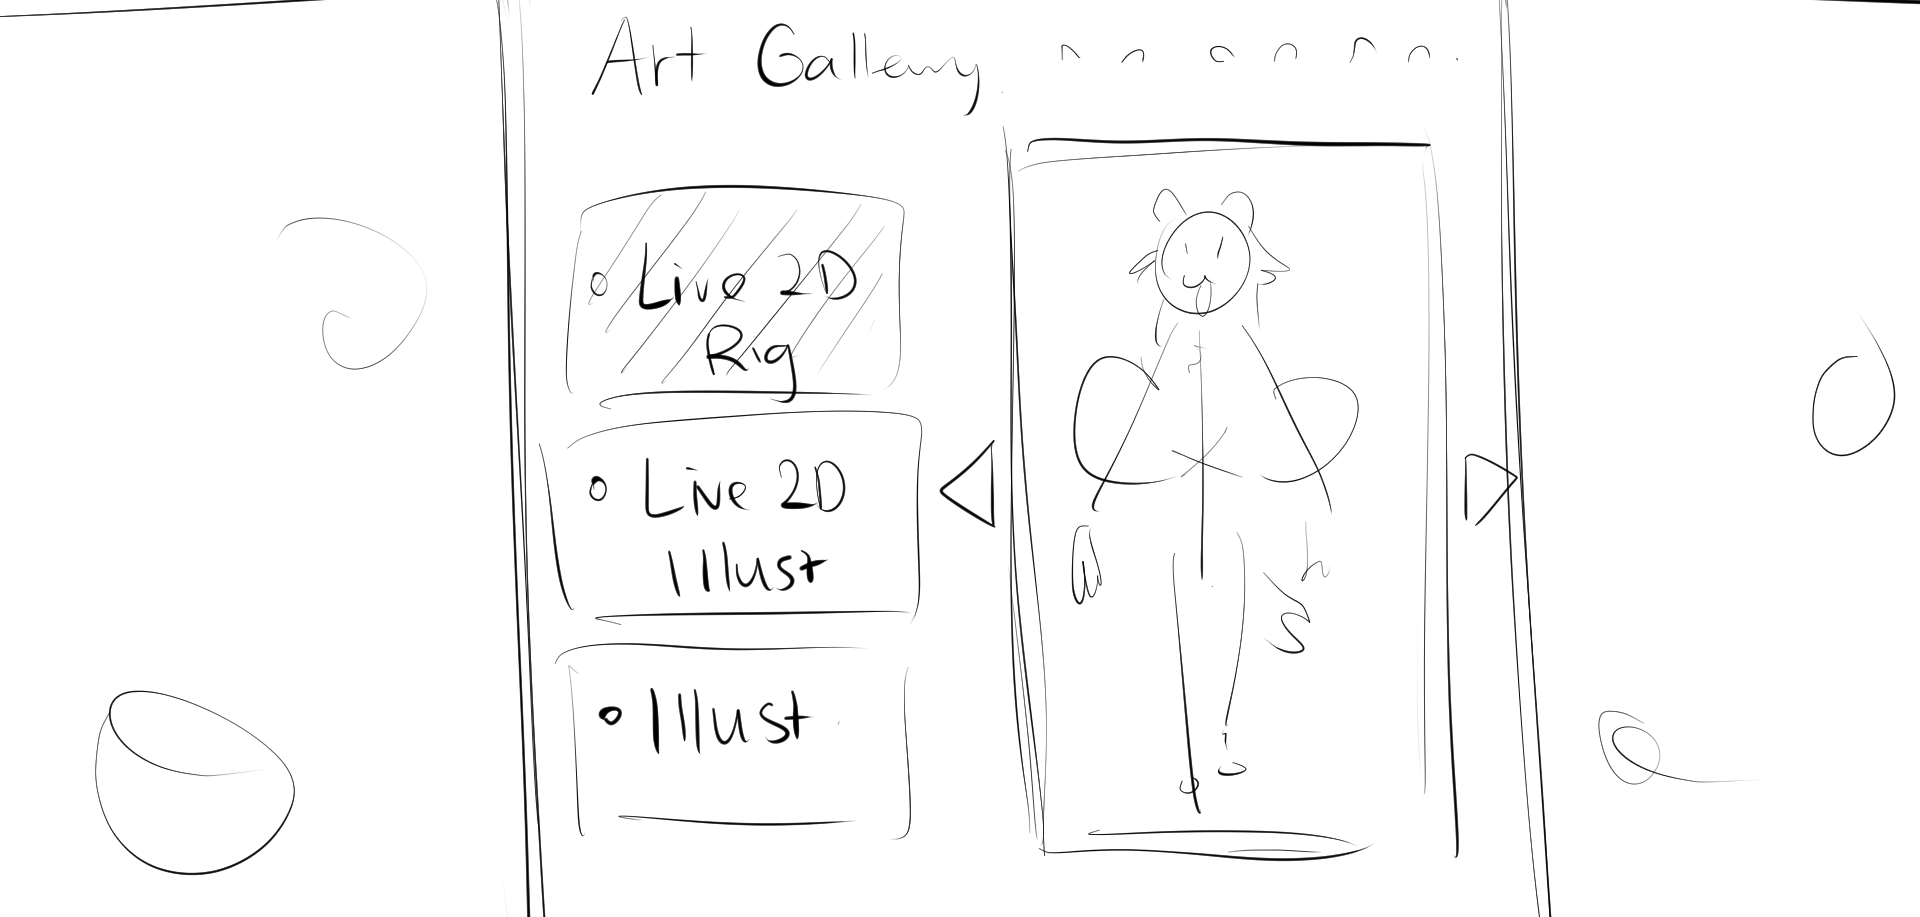 Art Gallery
Live 2D
Rig
Live 2D
Illust
Illust